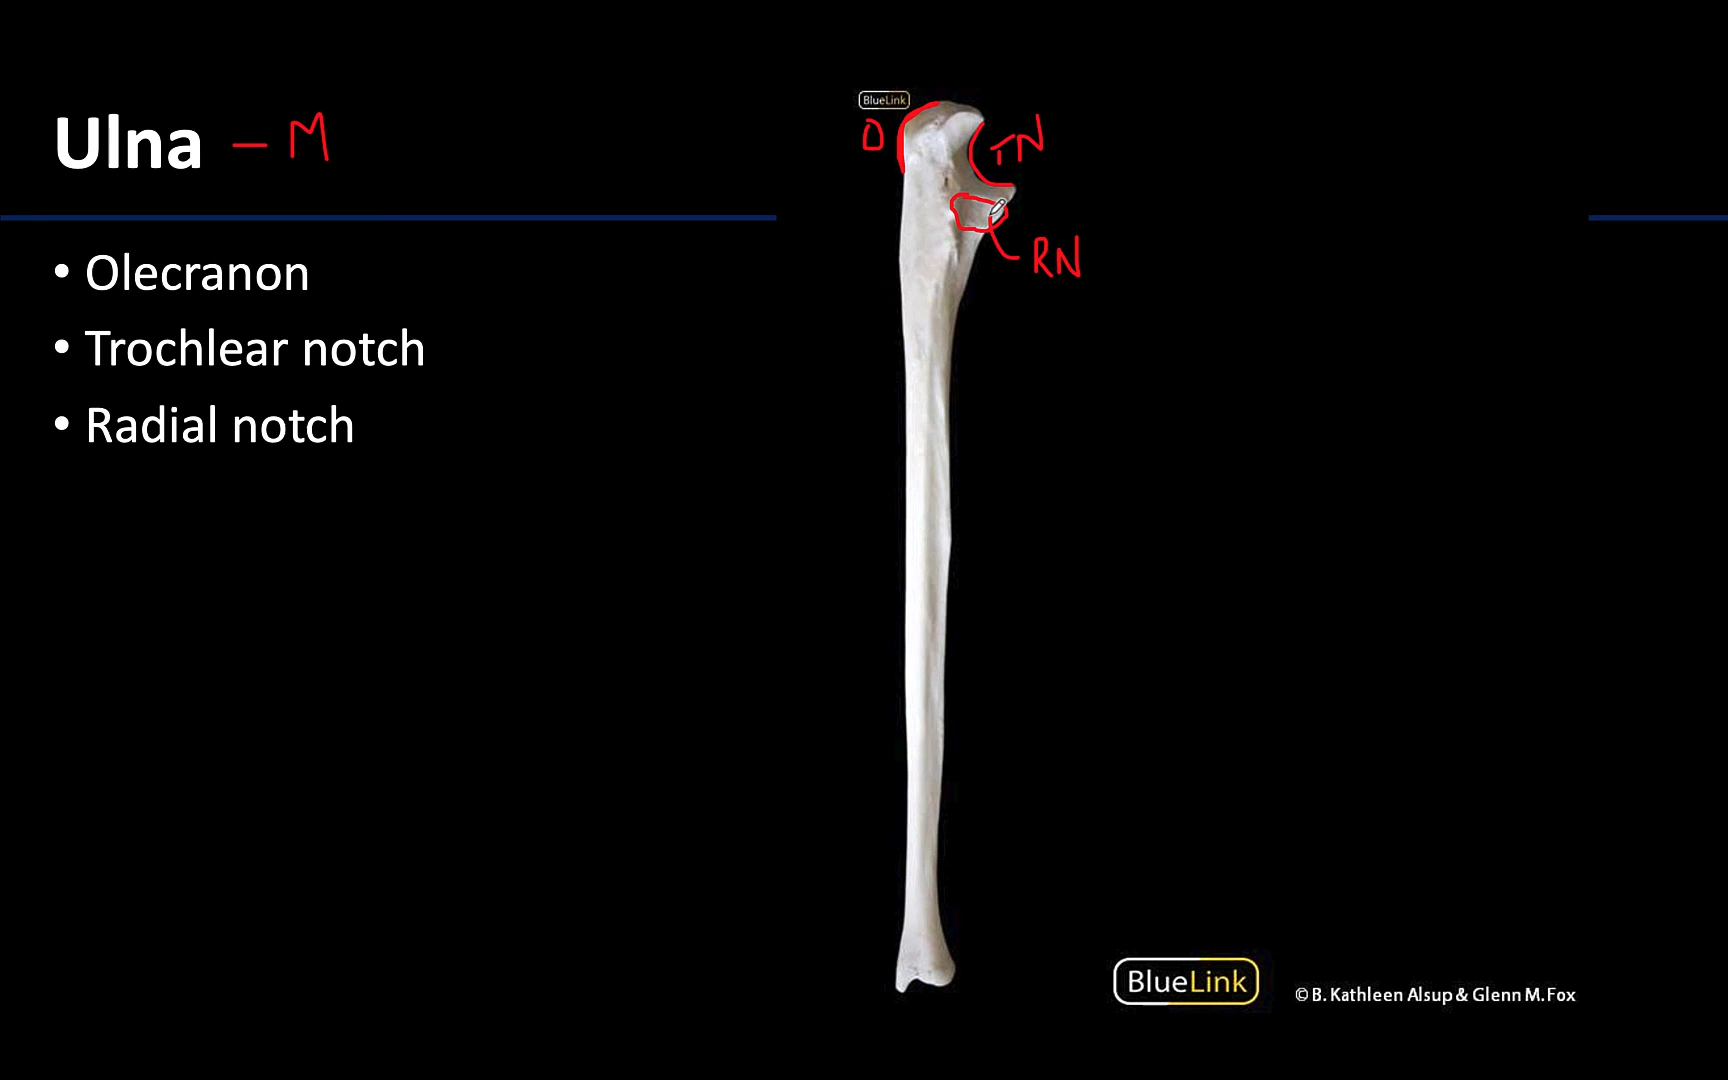 BlueLink
Ulna – M
O
TN
RN
• Olecranon
• Trochlear notch
• Radial notch
BlueLink
© B. Kathleen Alsup & Glenn M. Fox